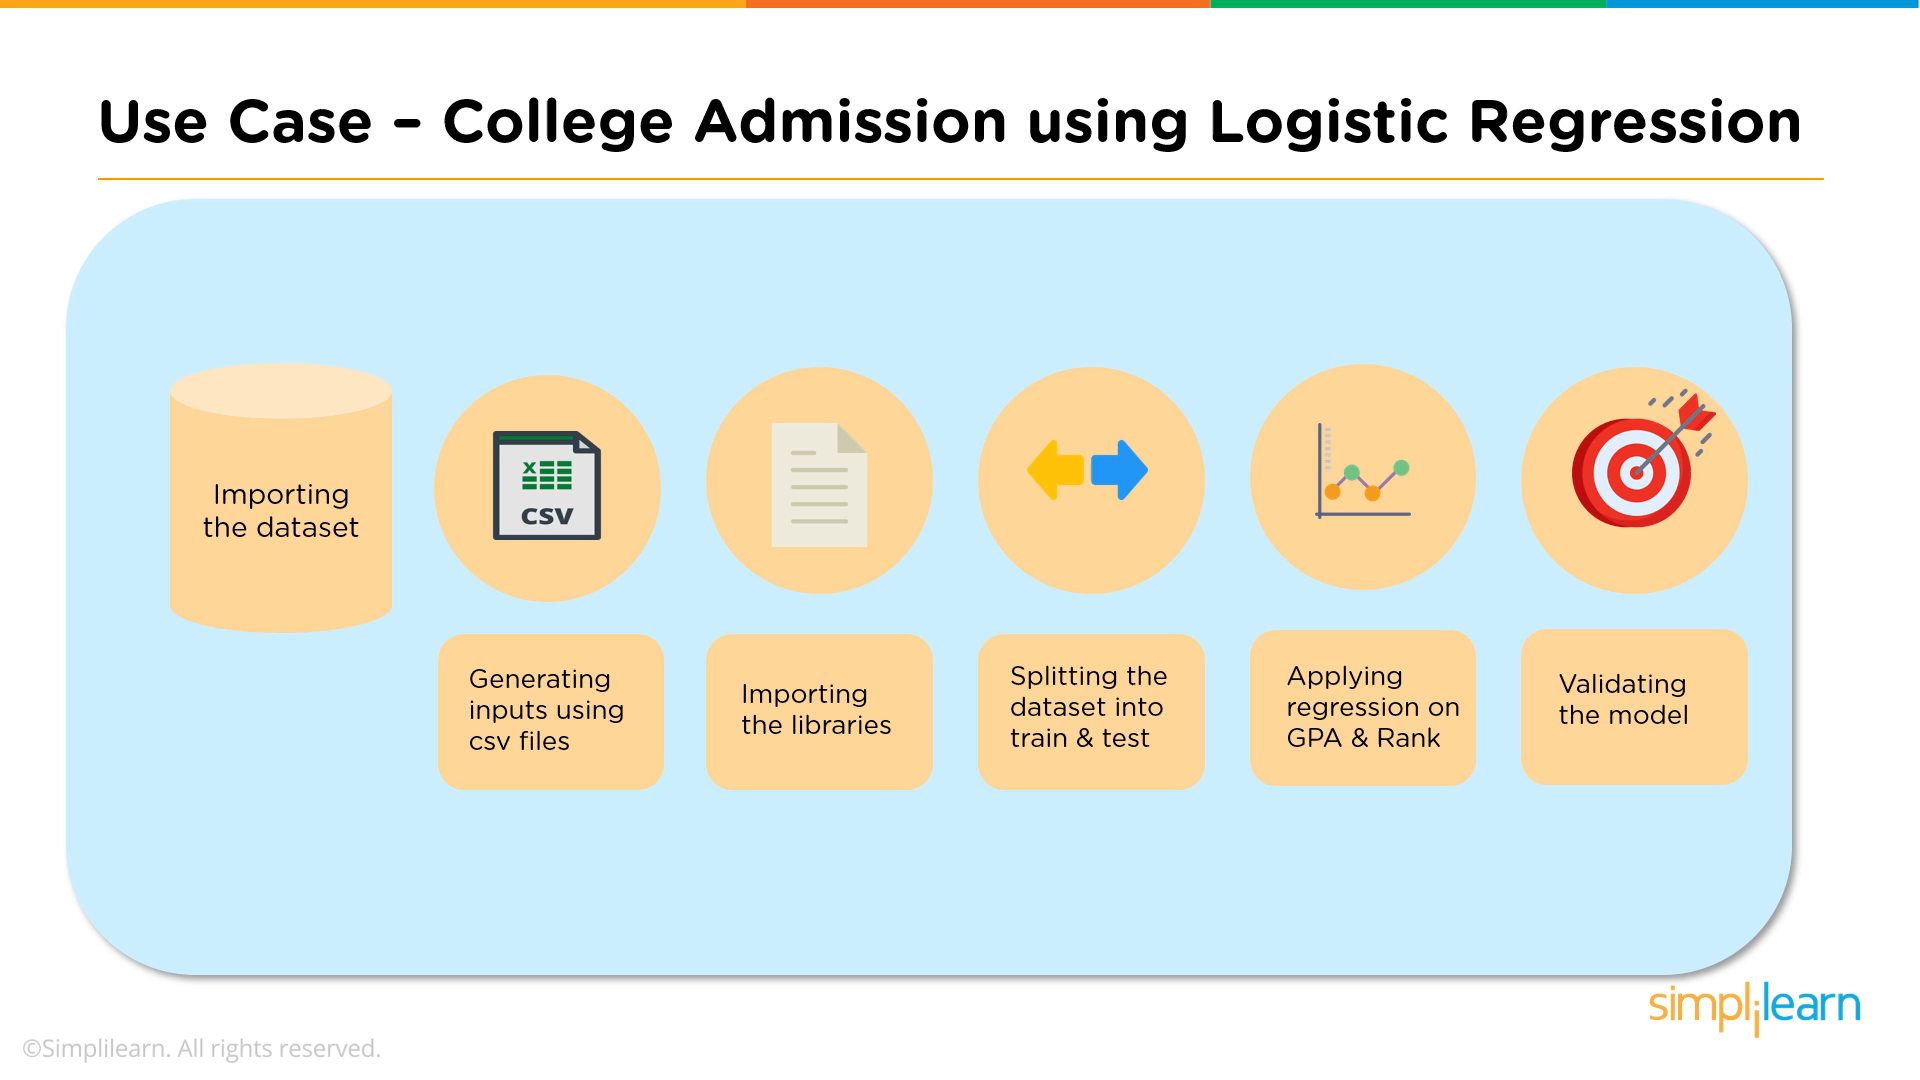 Use Case – College Admission using Logistic Regression
Importing
the dataset
X
CSV
Generating
inputs using
csv files
Importing
the libraries
Splitting the
dataset into
train & test
Applying
regression on
GPA & Rank
Validating
the model
simplilearn
©Simplilearn. All rights reserved.